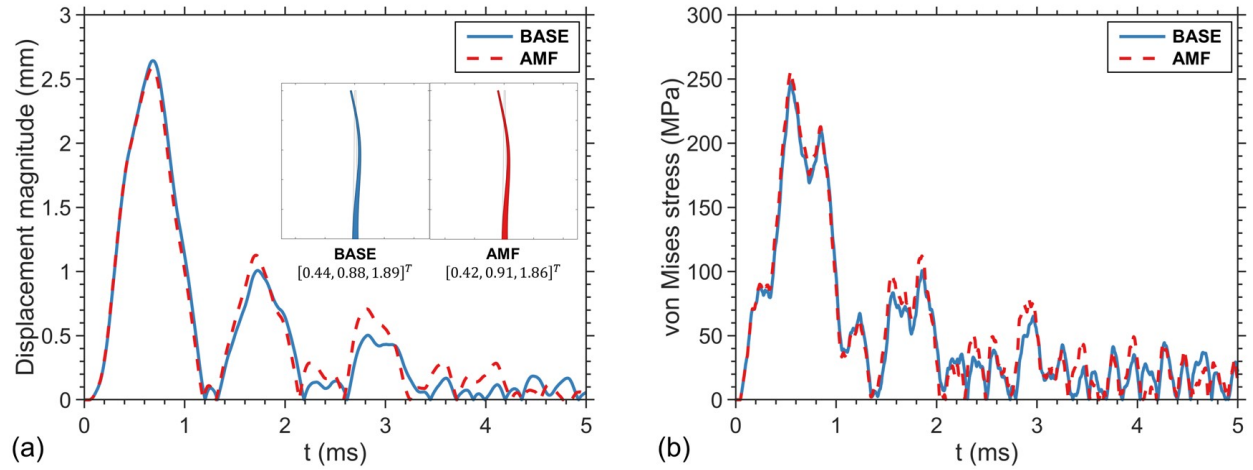 3
2.5
2
1.5
1
0.5
0
Displacement magnitude (mm)
BASE
AMF
BASE
[0.44, 0.88, 1.89]ᵀ
AMF
[0.42, 0.91, 1.86]ᵀ
0 1 2 3 4 5
t (ms)
(a)
300
250
200
150
100
50
0
von Mises stress (MPa)
BASE
AMF
0 1 2 3 4 5
t (ms)
(b)